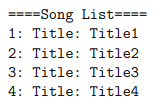 ====Song List====
1: Title: Title1
2: Title: Title2
3: Title: Title3
4: Title: Title4